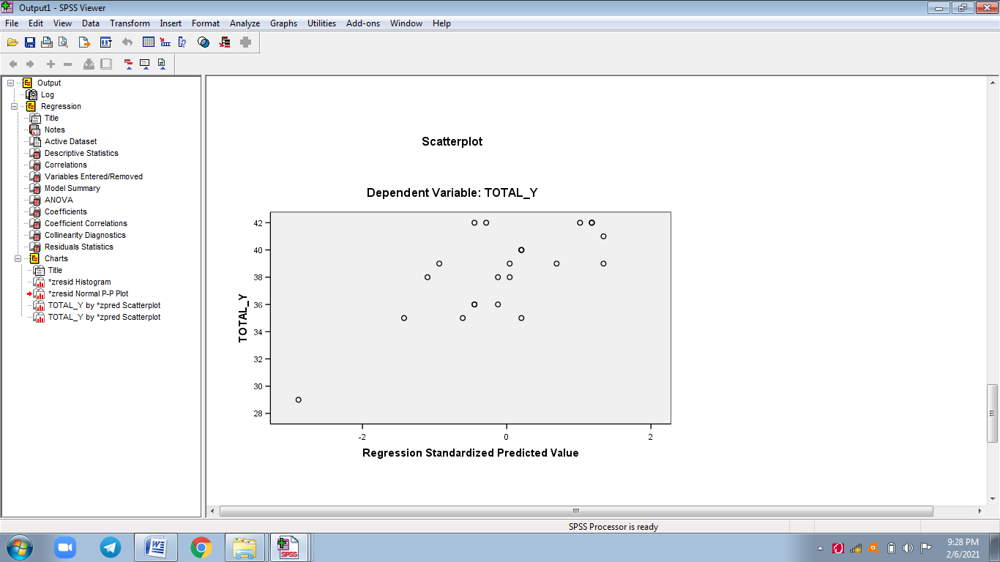 Output1 - SPSS Viewer
File Edit View Data Transform Insert Format Analyze Graphs Utilities Add-ons Window Help
Output
Log
Regression
Title
Notes
Active Dataset
Descriptive Statistics
Correlations
Variables Entered/Removed
Model Summary
ANOVA
Coefficients
Coefficient Correlations
Collinearity Diagnostics
Residuals Statistics
Charts
Title
*zresid Histogram
*zresid Normal P-P Plot
TOTAL_Y by *zpred Scatterplot
TOTAL_Y by *zpred Scatterplot
Scatterplot
Dependent Variable: TOTAL_Y
TOTAL_Y
42
40
38
36
34
32
30
28
-2 0 2
Regression Standardized Predicted Value
SPSS Processor is ready
W
SPSS
9:28 PM
2/6/2021